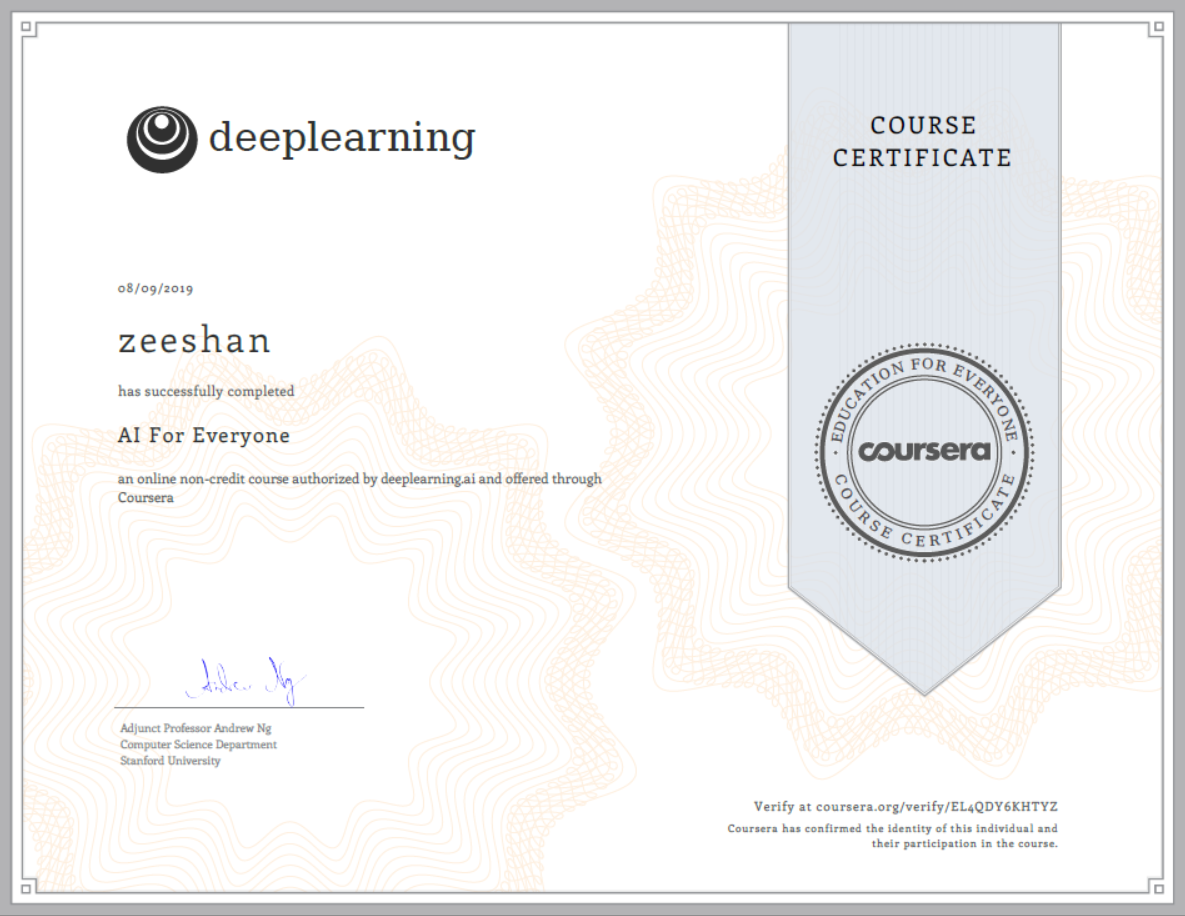 deeplearning
COURSE
CERTIFICATE
08/09/2019
zeeshan
has successfully completed
AI For Everyone
an online non-credit course authorized by deeplearning.ai and offered through
Coursera
EDUCATION FOR EVERYONE
coursera
COURSE CERTIFICATE
Andrew Ng
Adjunct Professor Andrew Ng
Computer Science Department
Stanford University
Verify at coursera.org/verify/EL4QDY6KHTYZ
Coursera has confirmed the identity of this individual and
their participation in the course.